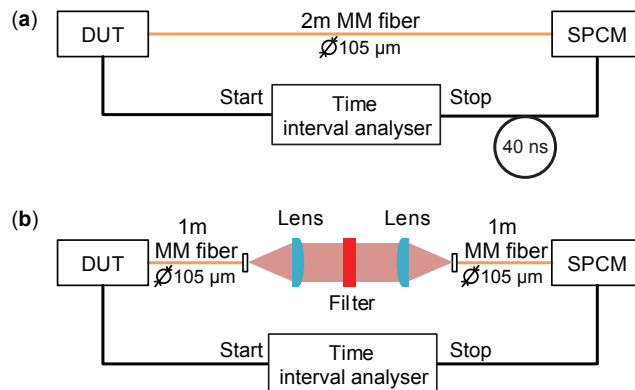 (a)
DUT
2m MM fiber
Ø105 µm
SPCM
Start
Time
interval analyser
Stop
40 ns
(b)
DUT
1m
MM fiber
Ø105 µm
Lens
Filter
Lens
1m
MM fiber
Ø105 µm
SPCM
Start
Time
interval analyser
Stop